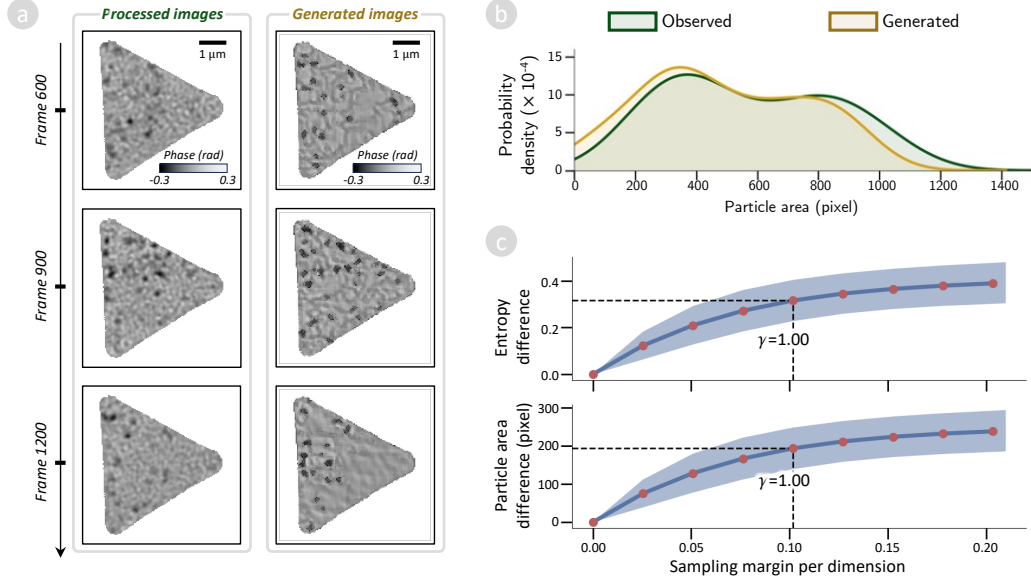 a
Processed images
Generated images
Frame 600
1 μm
Phase (rad)
-0.3
0.3
1 μm
Phase (rad)
-0.3
0.3
Frame 900
Frame 1200
b
Observed
Generated
Probability
density (× 10⁻⁴)
15
10
5
0
0
200
400
600
800
1000
1200
1400
Particle area (pixel)
c
Entropy
difference
0.4
0.2
0.0
γ=1.00
Particle area
difference (pixel)
300
200
100
0
γ=1.00
0.00
0.05
0.10
0.15
0.20
Sampling margin per dimension